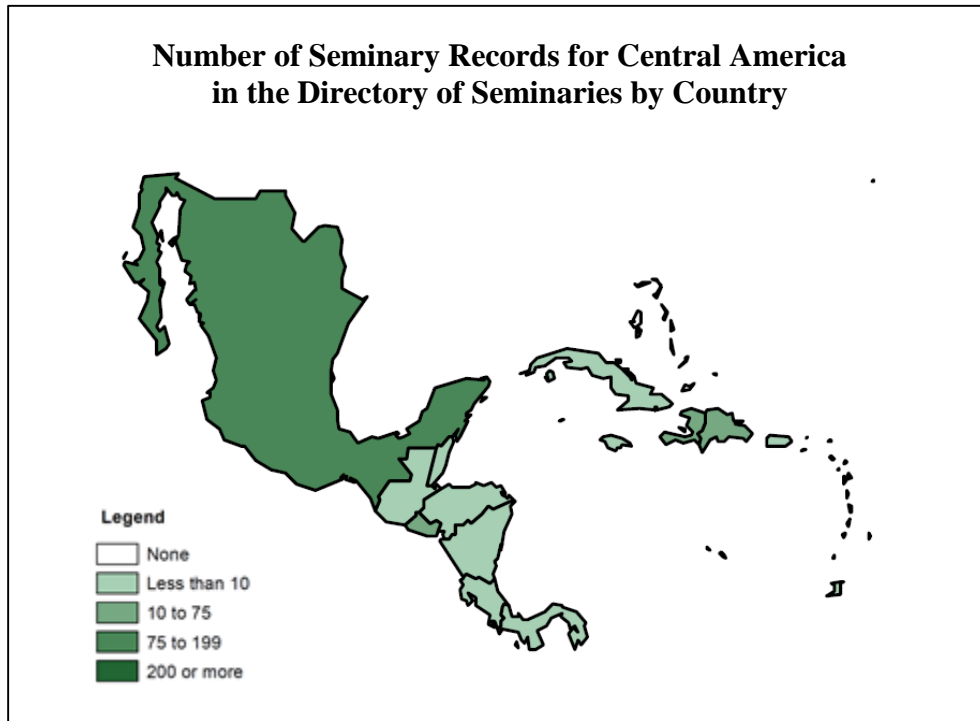 Number of Seminary Records for Central America
in the Directory of Seminaries by Country
Legend
None
Less than 10
10 to 75
75 to 199
200 or more